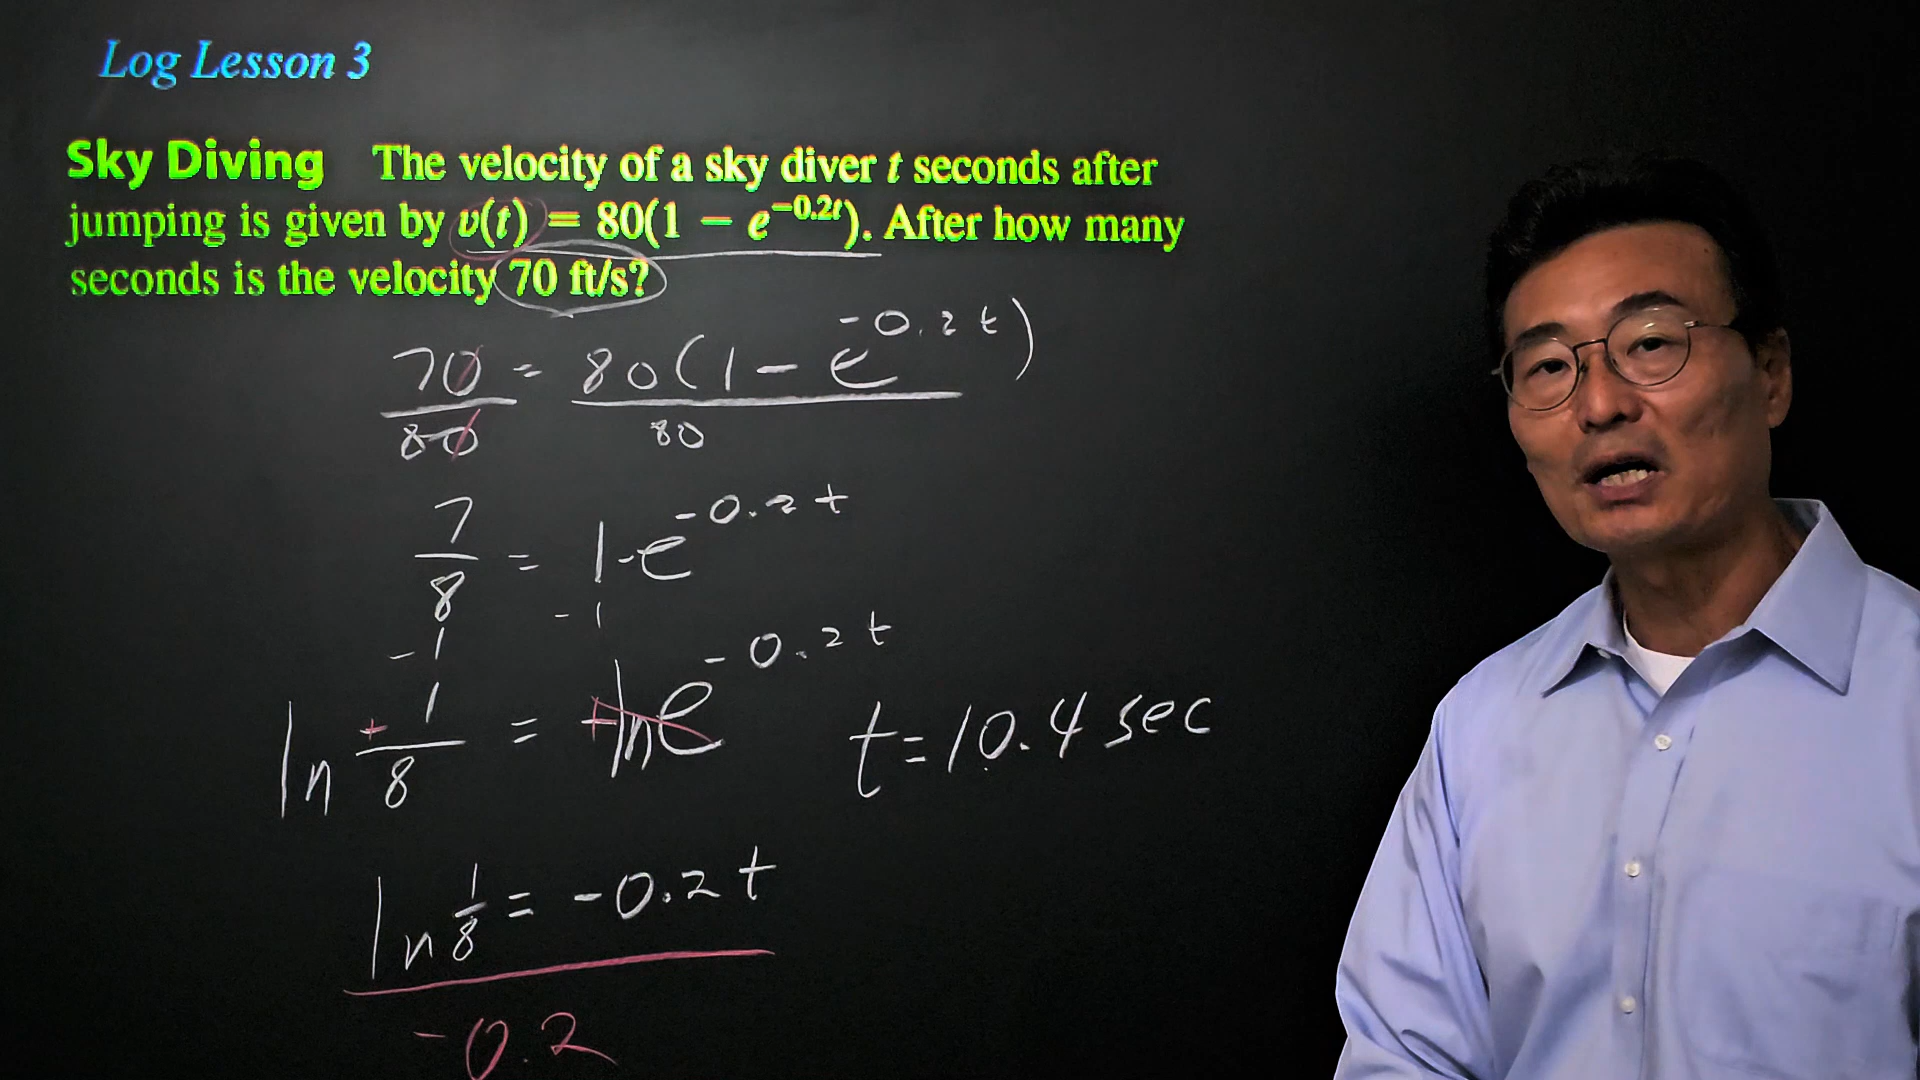 Log Lesson 3
Sky Diving The velocity of a sky diver t seconds after
jumping is given by v(t) = 80(1 − e^−0.2t). After how many
seconds is the velocity 70 ft/s?
70/80 = 80(1 − e^−0.2t)/80
7/8 = 1 - e^−0.2t
−1 −1
ln +1/8 = +ln e^−0.2t
t = 10.4 sec
ln 1/8 = −0.2t
−0.2